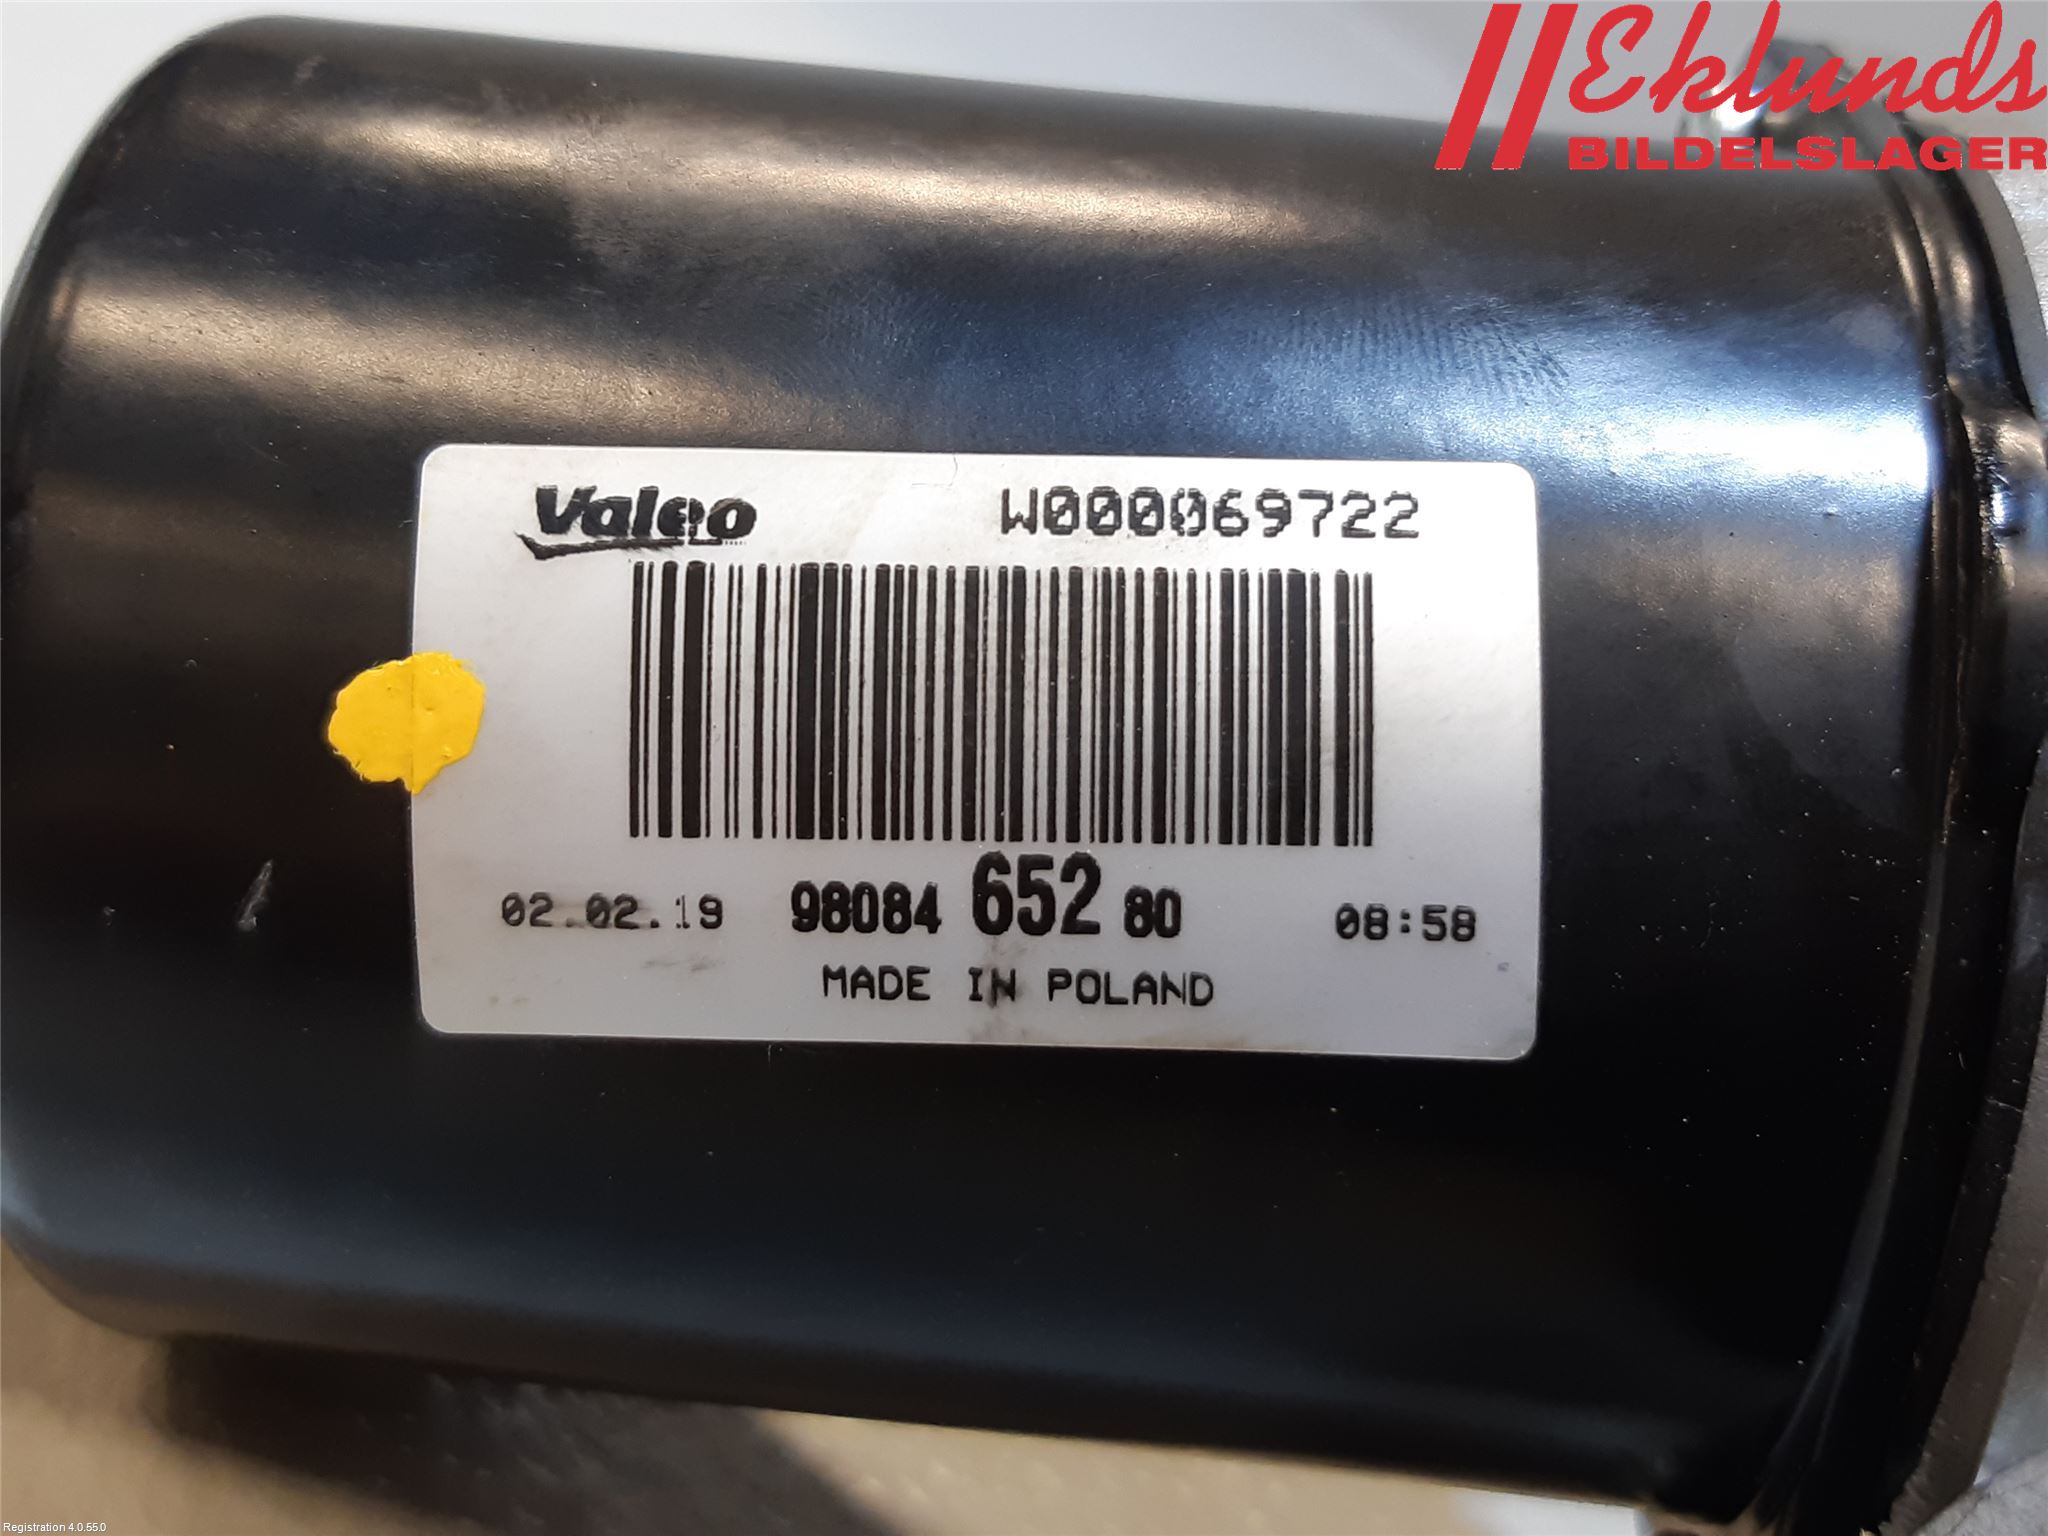 Eklunds
BILDELSLAGER
Valeo W000069722
02.02.19 98084 652 80 08:58
MADE IN POLAND
Registration 4.0.55.0